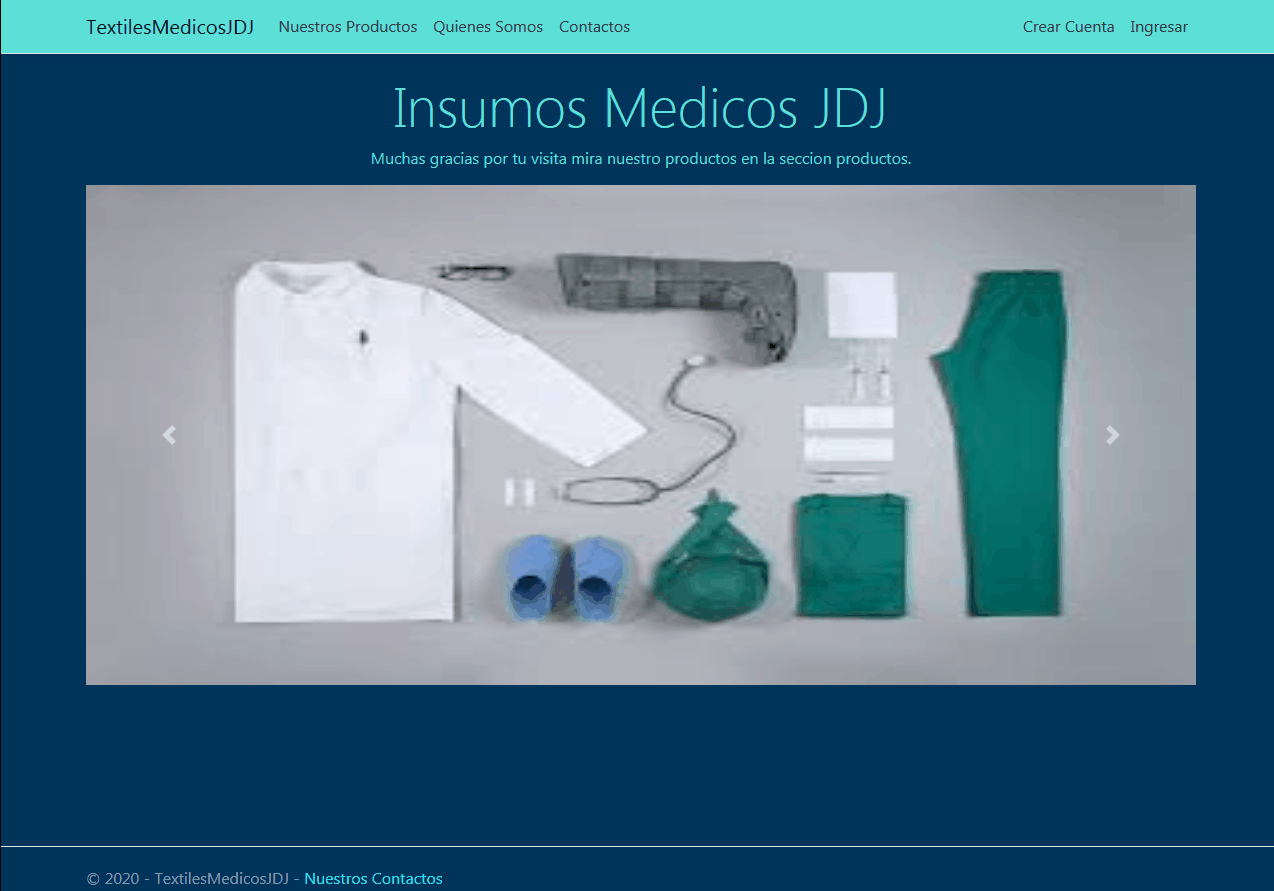 TextilesMedicosJDJ Nuestros Productos Quienes Somos Contactos Crear Cuenta Ingresar
Insumos Medicos JDJ
Muchas gracias por tu visita mira nuestro productos en la seccion productos.
© 2020 - TextilesMedicosJDJ - Nuestros Contactos